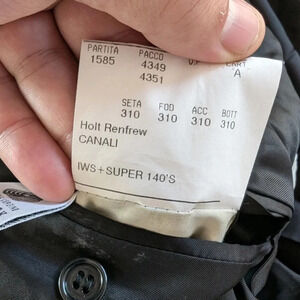 PARTITA PACCO
1585 4349 A
4351
SETA FOD ACC BOTT
310 310 310 310
Holt Renfrew
CANALI
IWS+SUPER 140'S